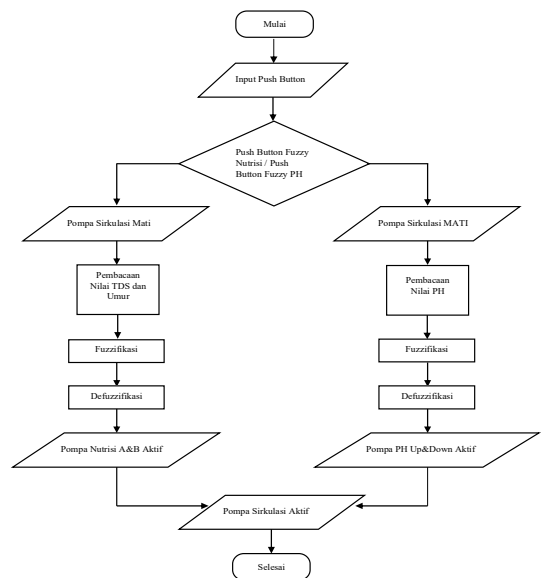 Mulai
Input Push Button
Push Button Fuzzy
Nutrisi / Push
Button Fuzzy PH
Pompa Sirkulasi Mati
Pembacaan
Nilai TDS dan
Umur
Fuzzifikasi
Defuzzifikasi
Pompa Nutrisi A&B Aktif
Pompa Sirkulasi MATI
Pembacaan
Nilai PH
Fuzzifikasi
Defuzzifikasi
Pompa PH Up&Down Aktif
Pompa Sirkulasi Aktif
Selesai